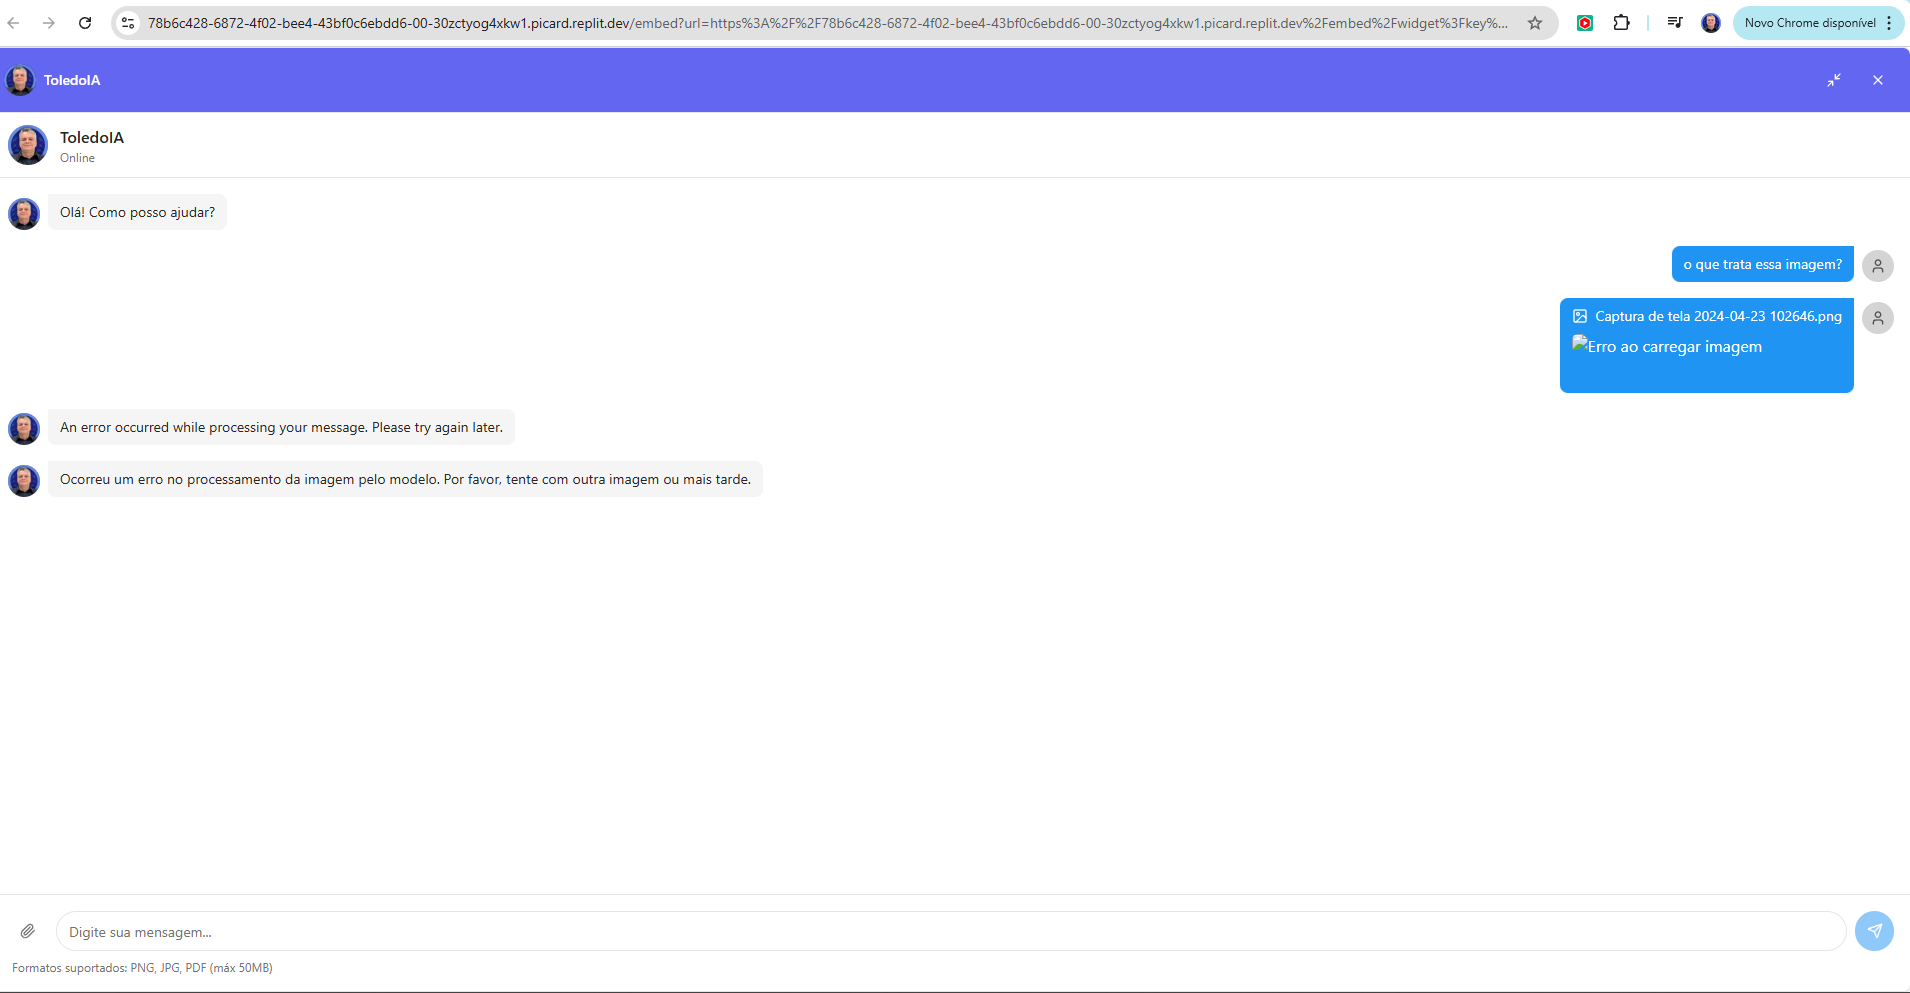 78b6c428-6872-4f02-bee4-43bf0c6ebdd6-00-30zctyog4xkw1.picard.replit.dev/embed?url=https%3A%2F%2F78b6c428-6872-4f02-bee4-43bf0c6ebdd6-00-30zctyog4xkw1.picard.replit.dev%2Fembed%2Fwidget%3Fkey%...
Novo Chrome disponível
ToledoIA
ToledoIA
Online
Olá! Como posso ajudar?
o que trata essa imagem?
Captura de tela 2024-04-23 102646.png
Erro ao carregar imagem
An error occurred while processing your message. Please try again later.
Ocorreu um erro no processamento da imagem pelo modelo. Por favor, tente com outra imagem ou mais tarde.
Digite sua mensagem...
Formatos suportados: PNG, JPG, PDF (máx 50MB)